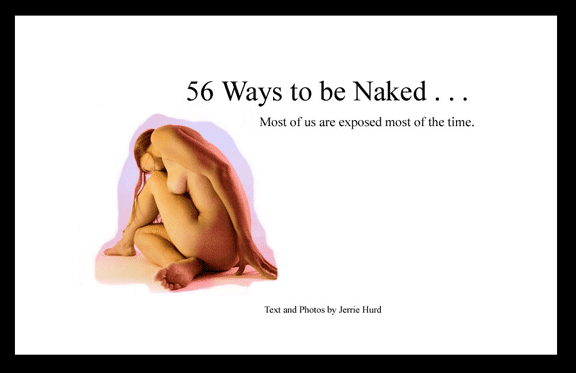 56 Ways to be Naked . . .
Most of us are exposed most of the time.
Text and Photos by Jerrie Hurd